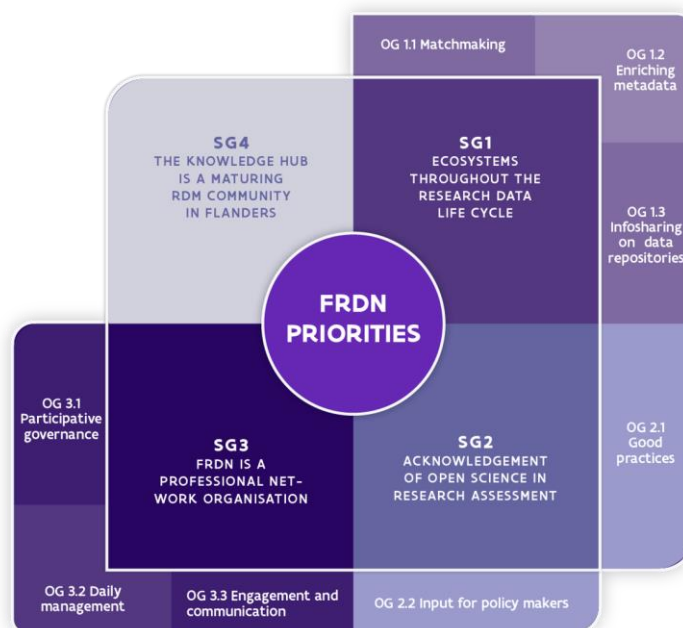 OG 1.1 Matchmaking
OG 1.2
Enriching
metadata
SG4
THE KNOWLEDGE HUB
IS A MATURING
RDM COMMUNITY
IN FLANDERS
SG1
ECOSYSTEMS
THROUGHOUT THE
RESEARCH DATA
LIFE CYCLE
OG 1.3
Infosharing
on data
repositories
FRDN
PRIORITIES
OG 3.1
Participative
governance
SG3
FRDN IS A
PROFESSIONAL NET-
WORK ORGANISATION
SG2
ACKNOWLEDGEMENT
OF OPEN SCIENCE IN
RESEARCH ASSESSMENT
OG 2.1
Good
practices
OG 3.2 Daily
management
OG 3.3 Engagement and
communication
OG 2.2 Input for policy makers